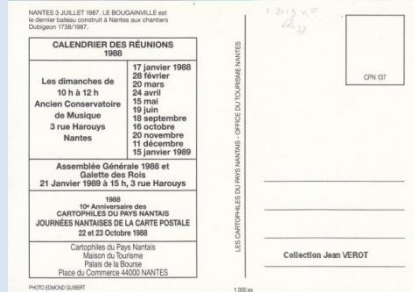 NANTES 3 JUILLET 1987. LE BOUGAINVILLE est
le dernier bateau construit à Nantes aux chantiers
Dubigeon 1738/1987.
CALENDRIER DES RÉUNIONS
1988
Les dimanches de
10 h à 12 h
Ancien Conservatoire
de Musique
3 rue Harouys
Nantes
17 janvier 1988
28 février
20 mars
24 avril
15 mai
19 juin
18 septembre
16 octobre
20 novembre
11 décembre
15 janvier 1989
Assemblée Générale 1988 et
Galette des Rois
21 Janvier 1989 à 15 h, 3 rue Harouys
1988
10e Anniversaire des
CARTOPHILES DU PAYS NANTAIS
JOURNÉES NANTAISES DE LA CARTE POSTALE
22 et 23 Octobre 1988
Cartophiles du Pays Nantais
Maison du Tourisme
Palais de la Bourse
Place du Commerce 44000 NANTES
PHOTO EDMOND GUIBERT
LES CARTOPHILES DU PAYS NANTAIS - OFFICE DU TOURISME NANTES
1 000 ex
CPN 137
Collection Jean VEROT